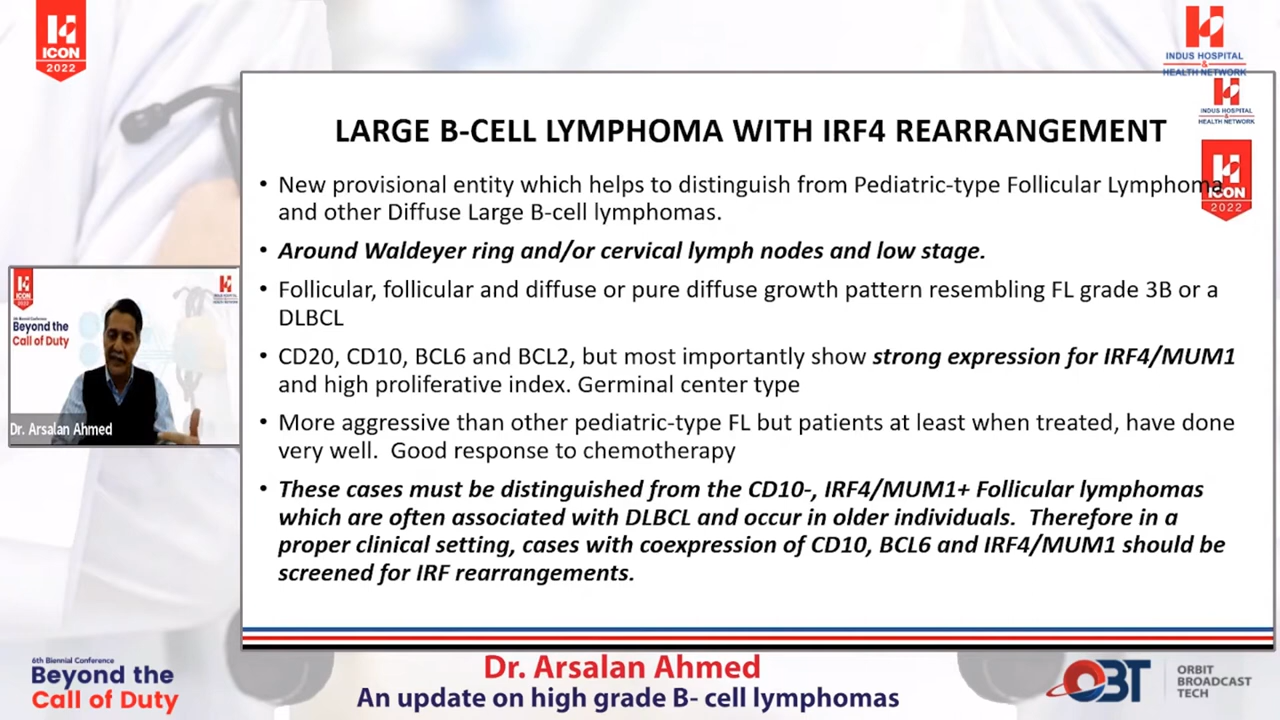 ICON
2022
INDUS HOSPITAL
&
HEALTH NETWORK
INDUS HOSPITAL
&
HEALTH NETWORK
ICON
2022
LARGE B-CELL LYMPHOMA WITH IRF4 REARRANGEMENT
• New provisional entity which helps to distinguish from Pediatric-type Follicular Lymphoma
and other Diffuse Large B-cell lymphomas.
• Around Waldeyer ring and/or cervical lymph nodes and low stage.
• Follicular, follicular and diffuse or pure diffuse growth pattern resembling FL grade 3B or a
DLBCL
• CD20, CD10, BCL6 and BCL2, but most importantly show strong expression for IRF4/MUM1
and high proliferative index. Germinal center type
• More aggressive than other pediatric-type FL but patients at least when treated, have done
very well. Good response to chemotherapy
• These cases must be distinguished from the CD10-, IRF4/MUM1+ Follicular lymphomas
which are often associated with DLBCL and occur in older individuals. Therefore in a
proper clinical setting, cases with coexpression of CD10, BCL6 and IRF4/MUM1 should be
screened for IRF rearrangements.
ICON
2022
Beyond the
Call of Duty
Dr. Arsalan Ahmed
6th Biennial Conference
Beyond the
Call of Duty
Dr. Arsalan Ahmed
An update on high grade B- cell lymphomas
OBT
ORBIT
BROADCAST
TECH